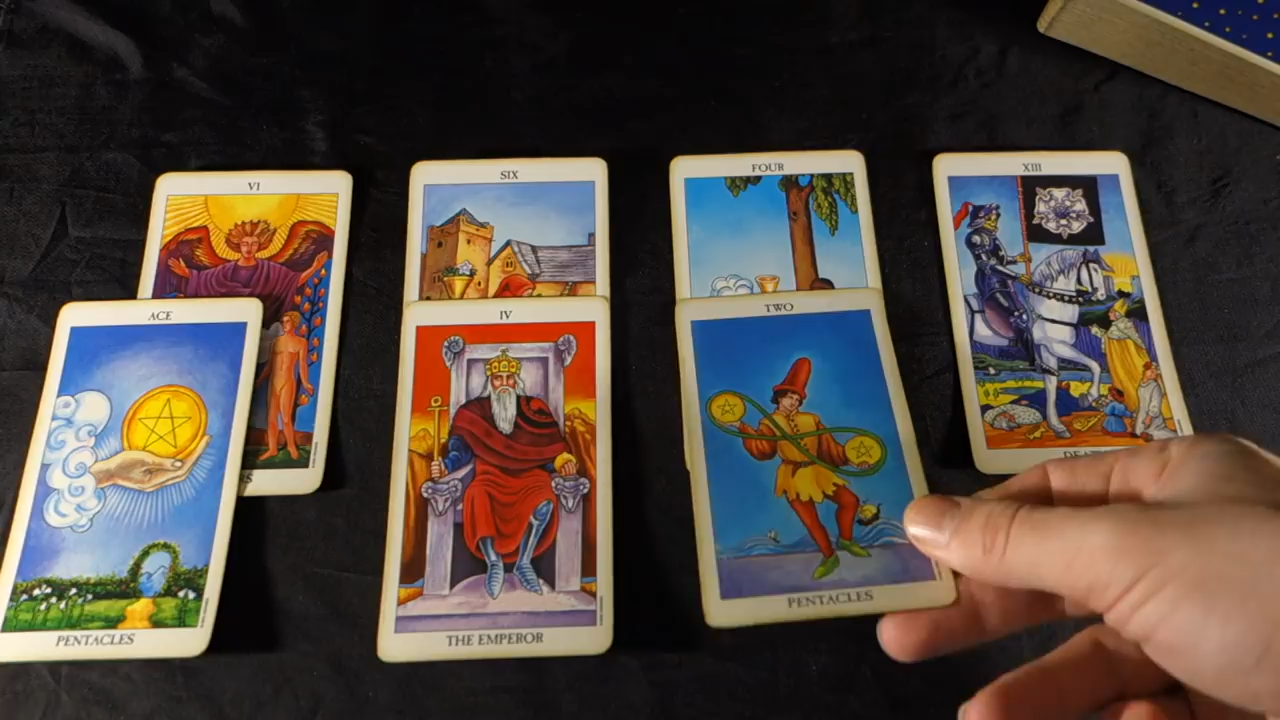 VI
SIX
FOUR
XIII
ACE
IV
TWO
PENTACLES
THE EMPEROR
PENTACLES